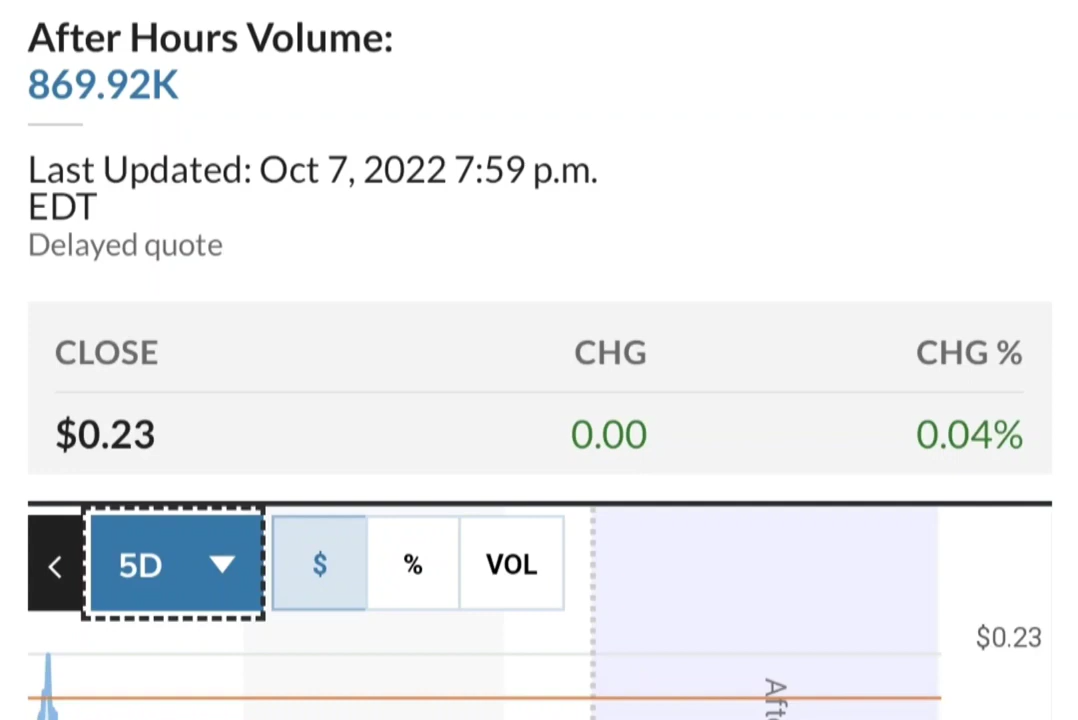 After Hours Volume:
869.92K
Last Updated: Oct 7, 2022 7:59 p.m.
EDT
Delayed quote
CLOSE CHG CHG %
$0.23 0.00 0.04%
5D $ % VOL
$0.23